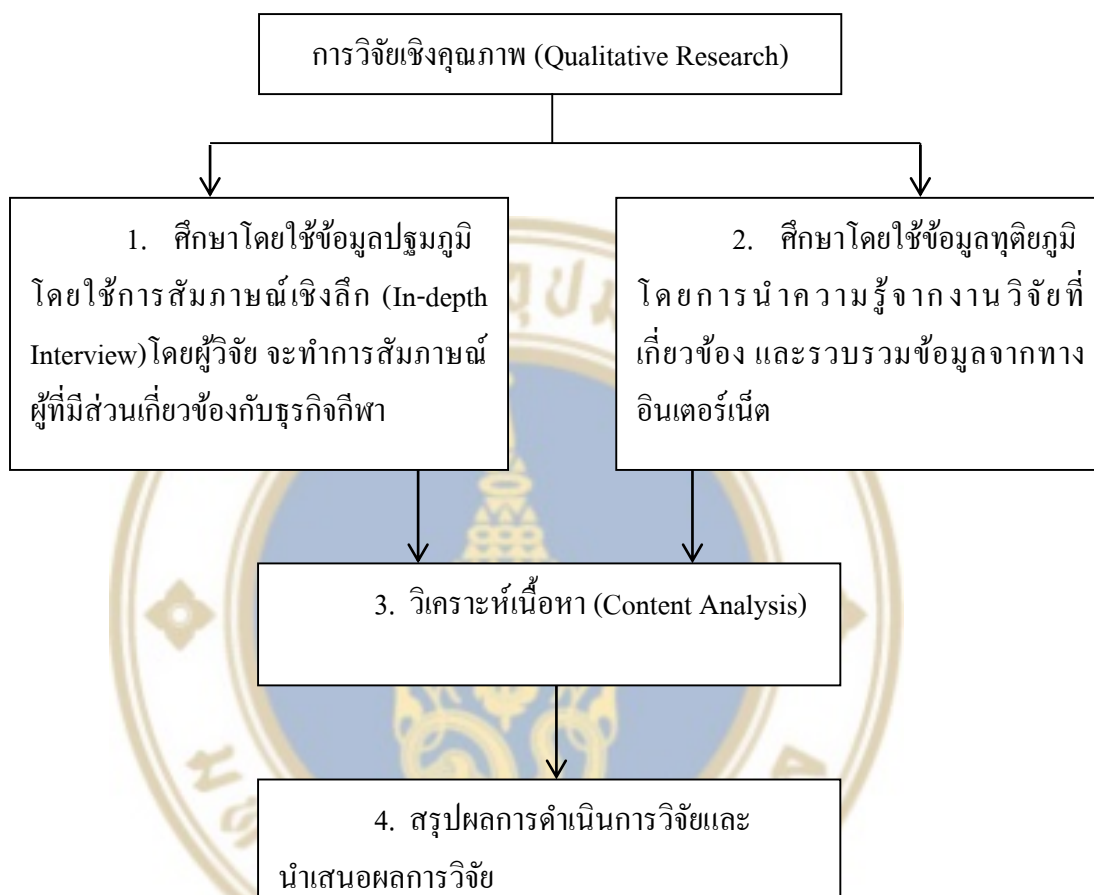 การวิจัยเชิงคุณภาพ (Qualitative Research)
1. ศึกษาโดยใช้ข้อมูลปฐมภูมิ
โดยใช้การสัมภาษณ์เชิงลึก (In-depth
Interview)โดยผู้วิจัย จะทำการสัมภาษณ์
ผู้ที่มีส่วนเกี่ยวข้องกับธุรกิจกีฬา
2. ศึกษาโดยใช้ข้อมูลทุติยภูมิ
โดยการนำความรู้จากงานวิจัยที่
เกี่ยวข้อง และรวบรวมข้อมูลจากทาง
อินเตอร์เน็ต
3. วิเคราะห์เนื้อหา (Content Analysis)
4. สรุปผลการดำเนินการวิจัยและ
นำเสนอผลการวิจัย